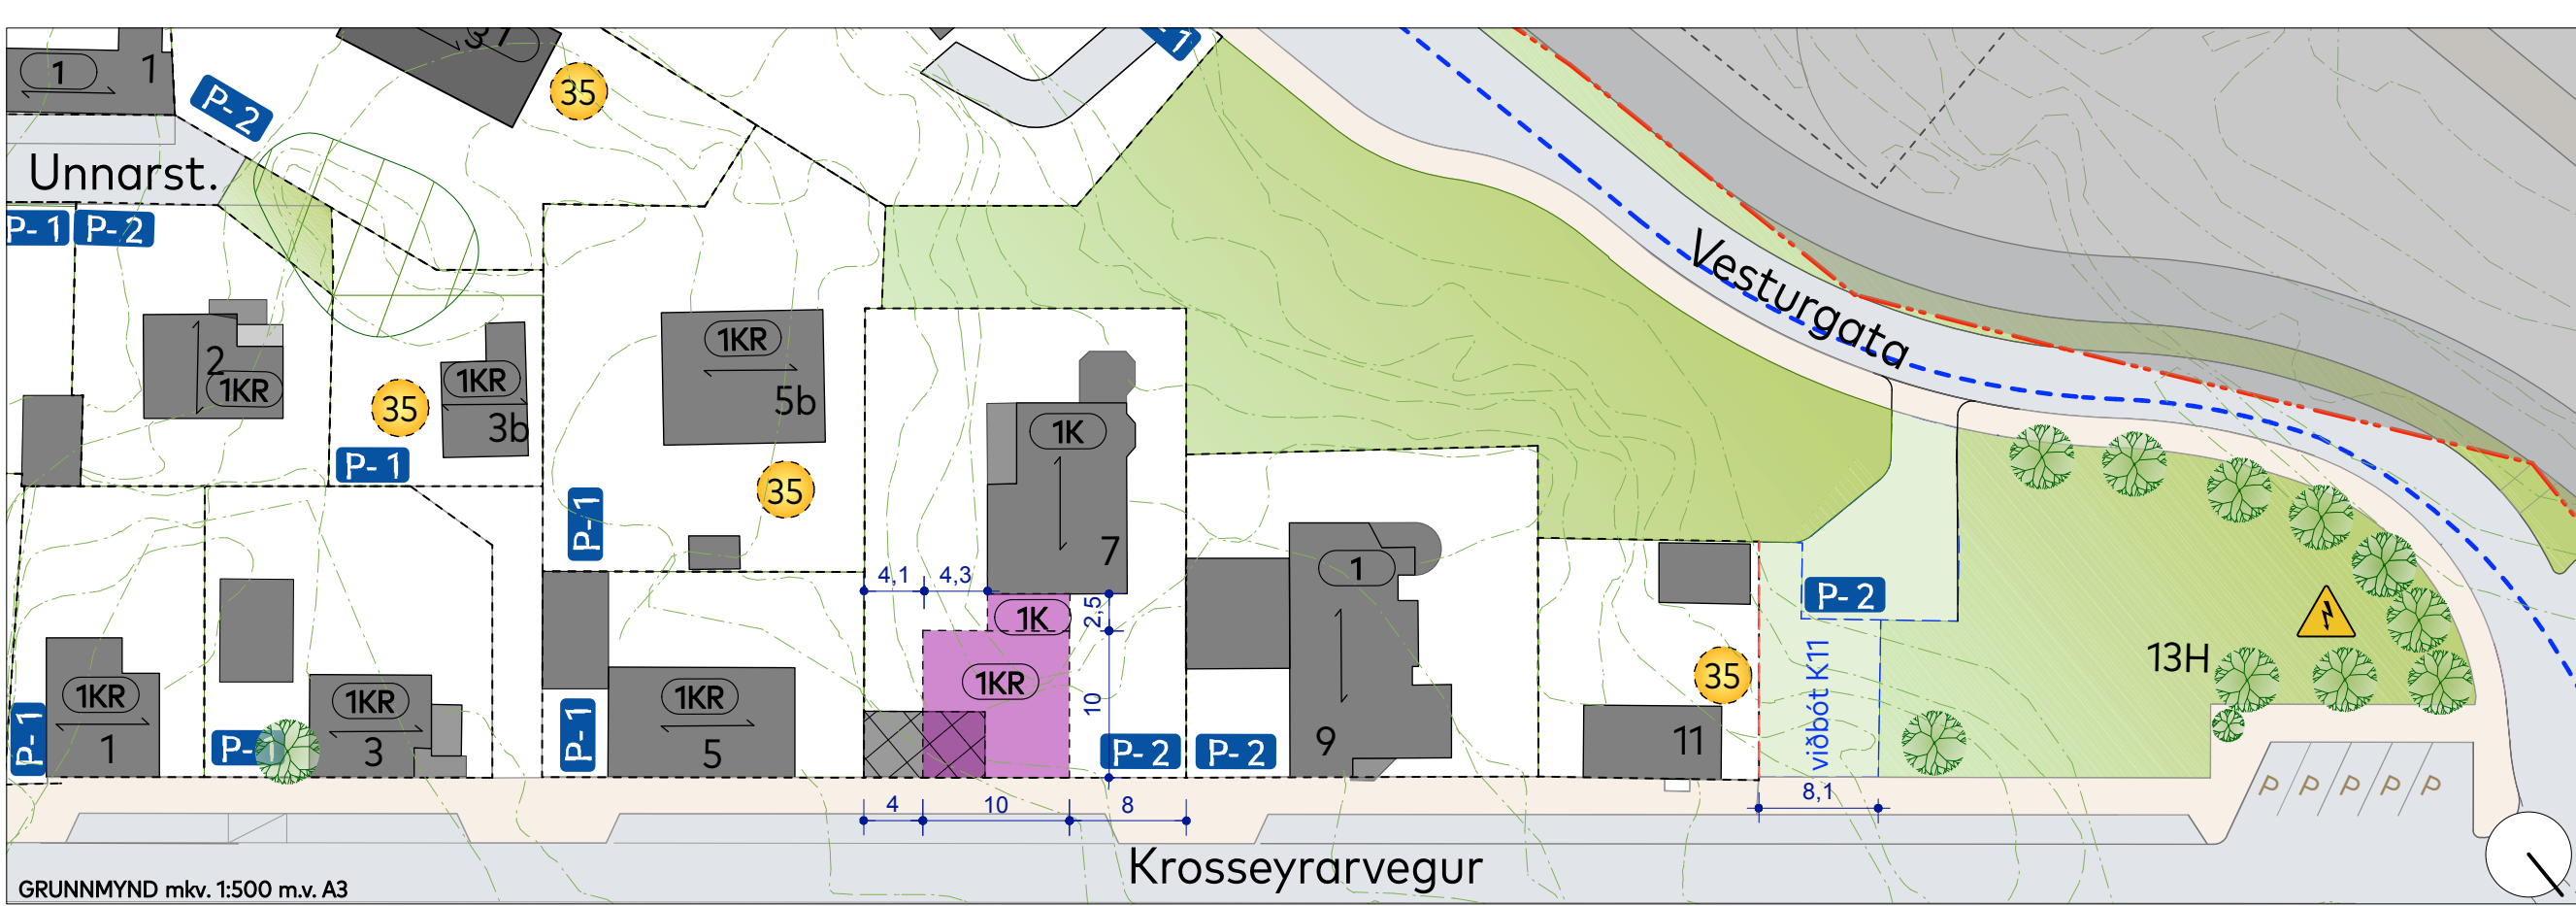 1
1
31
P-2
35
-1
Unnarst.
P-1
P-2
2
1KR
35
1KR
3b
P-1
1KR
5b
35
P-1
1K
7
Vesturgata
4,1
4,3
2,5
1K
1KR
10
1
9
P-2
viðbót K11
35
11
13H
P-1
1KR
1
P-1
1KR
3
P-1
1KR
5
P-2
P-2
4
10
8
8,1
P P P P P
Krosseyrarvegur
GRUNNMYND mkv. 1:500 m.v. A3